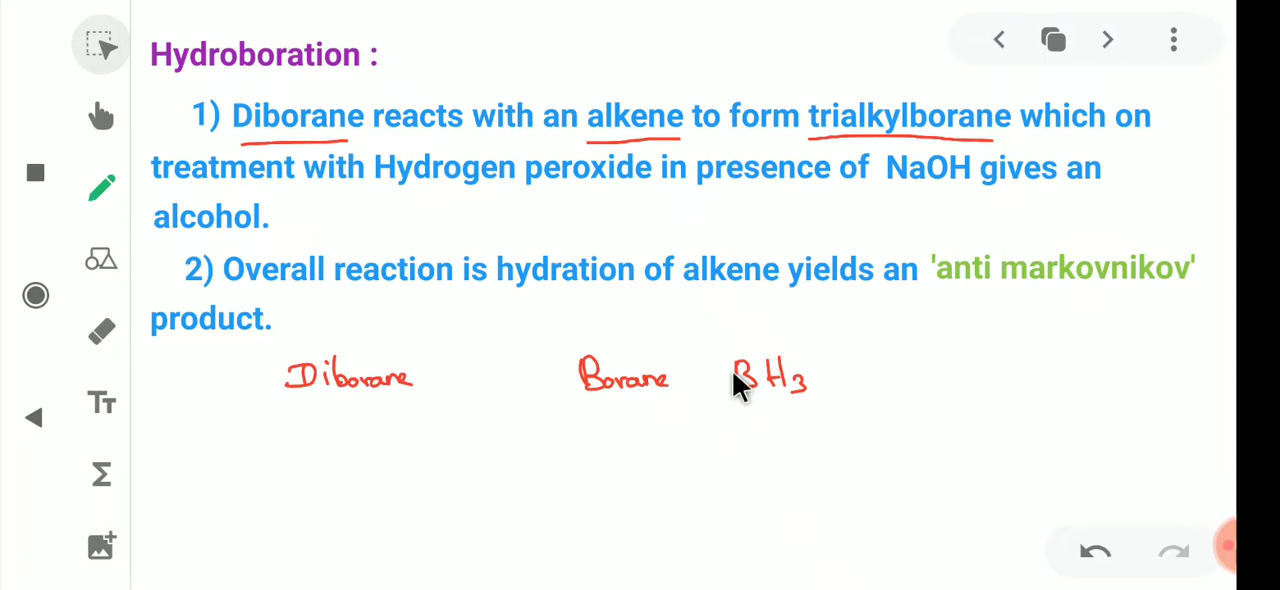 Hydroboration :
1) Diborane reacts with an alkene to form trialkylborane which on
treatment with Hydrogen peroxide in presence of NaOH gives an
alcohol.
2) Overall reaction is hydration of alkene yields an 'anti markovnikov'
product.
Diborane Borane BH3
Tт
Σ